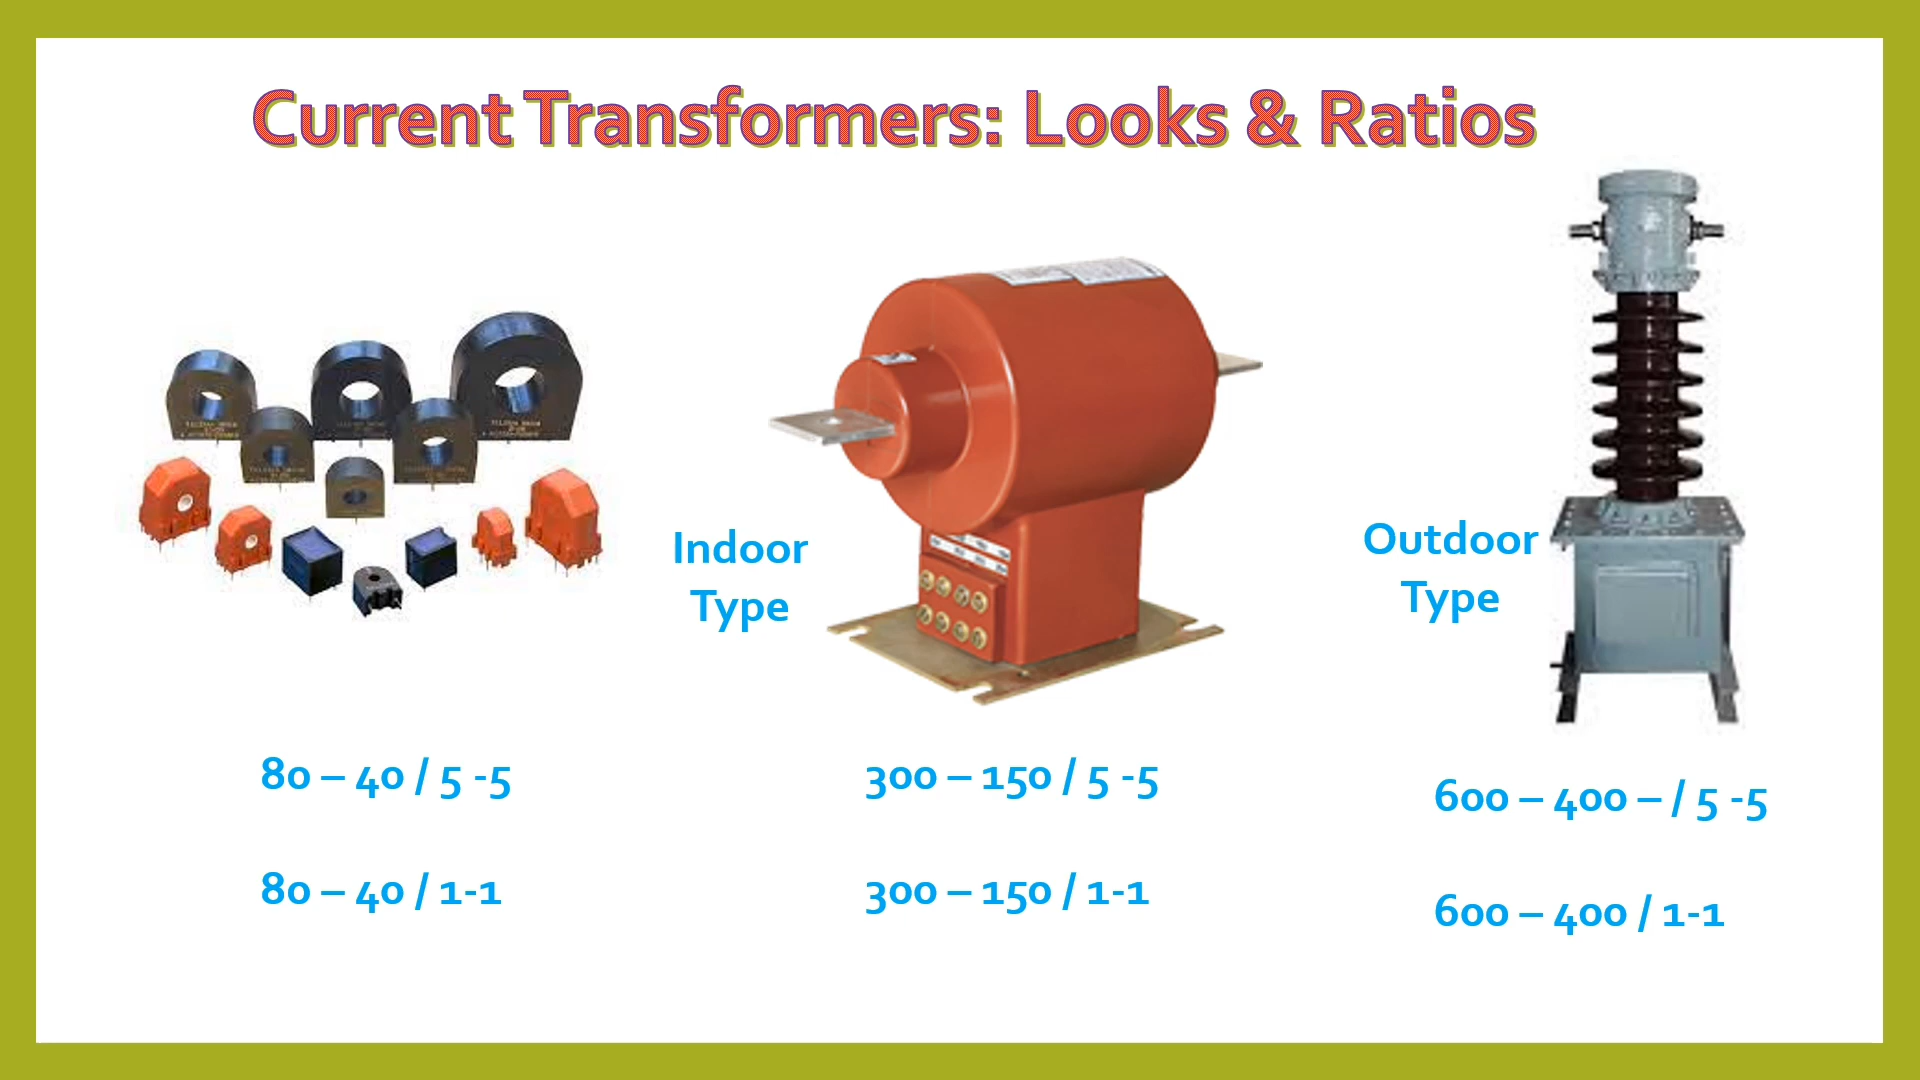 Current Transformers: Looks & Ratios
Indoor
Type
Outdoor
Type
80 – 40 / 5 -5
300 – 150 / 5 -5
600 – 400 – / 5 -5
80 – 40 / 1-1
300 – 150 / 1-1
600 – 400 / 1-1